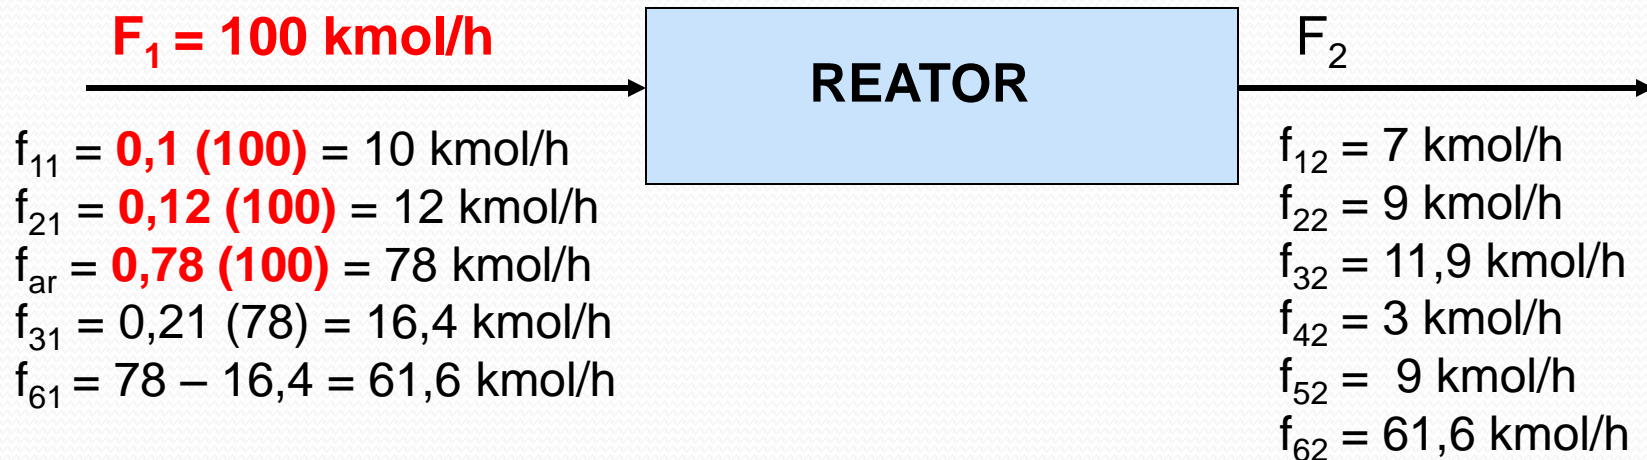 F₁ = 100 kmol/h
REATOR
F₂
f₁₁ = 0,1 (100) = 10 kmol/h
f₂₁ = 0,12 (100) = 12 kmol/h
fₐᵣ = 0,78 (100) = 78 kmol/h
f₃₁ = 0,21 (78) = 16,4 kmol/h
f₆₁ = 78 – 16,4 = 61,6 kmol/h
f₁₂ = 7 kmol/h
f₂₂ = 9 kmol/h
f₃₂ = 11,9 kmol/h
f₄₂ = 3 kmol/h
f₅₂ = 9 kmol/h
f₆₂ = 61,6 kmol/h